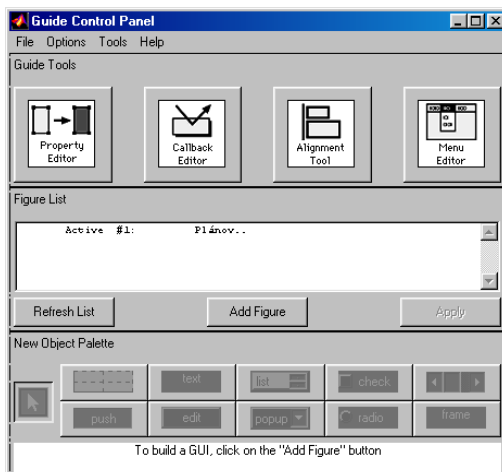 Guide Control Panel
File Options Tools Help
Guide Tools
Property Editor
Callback Editor
Alignment Tool
Menu Editor
Figure List
Active #1: Plánov..
Refresh List
Add Figure
Apply
New Object Palette
text
list
check
push
edit
popup
radio
frame
To build a GUI, click on the "Add Figure" button